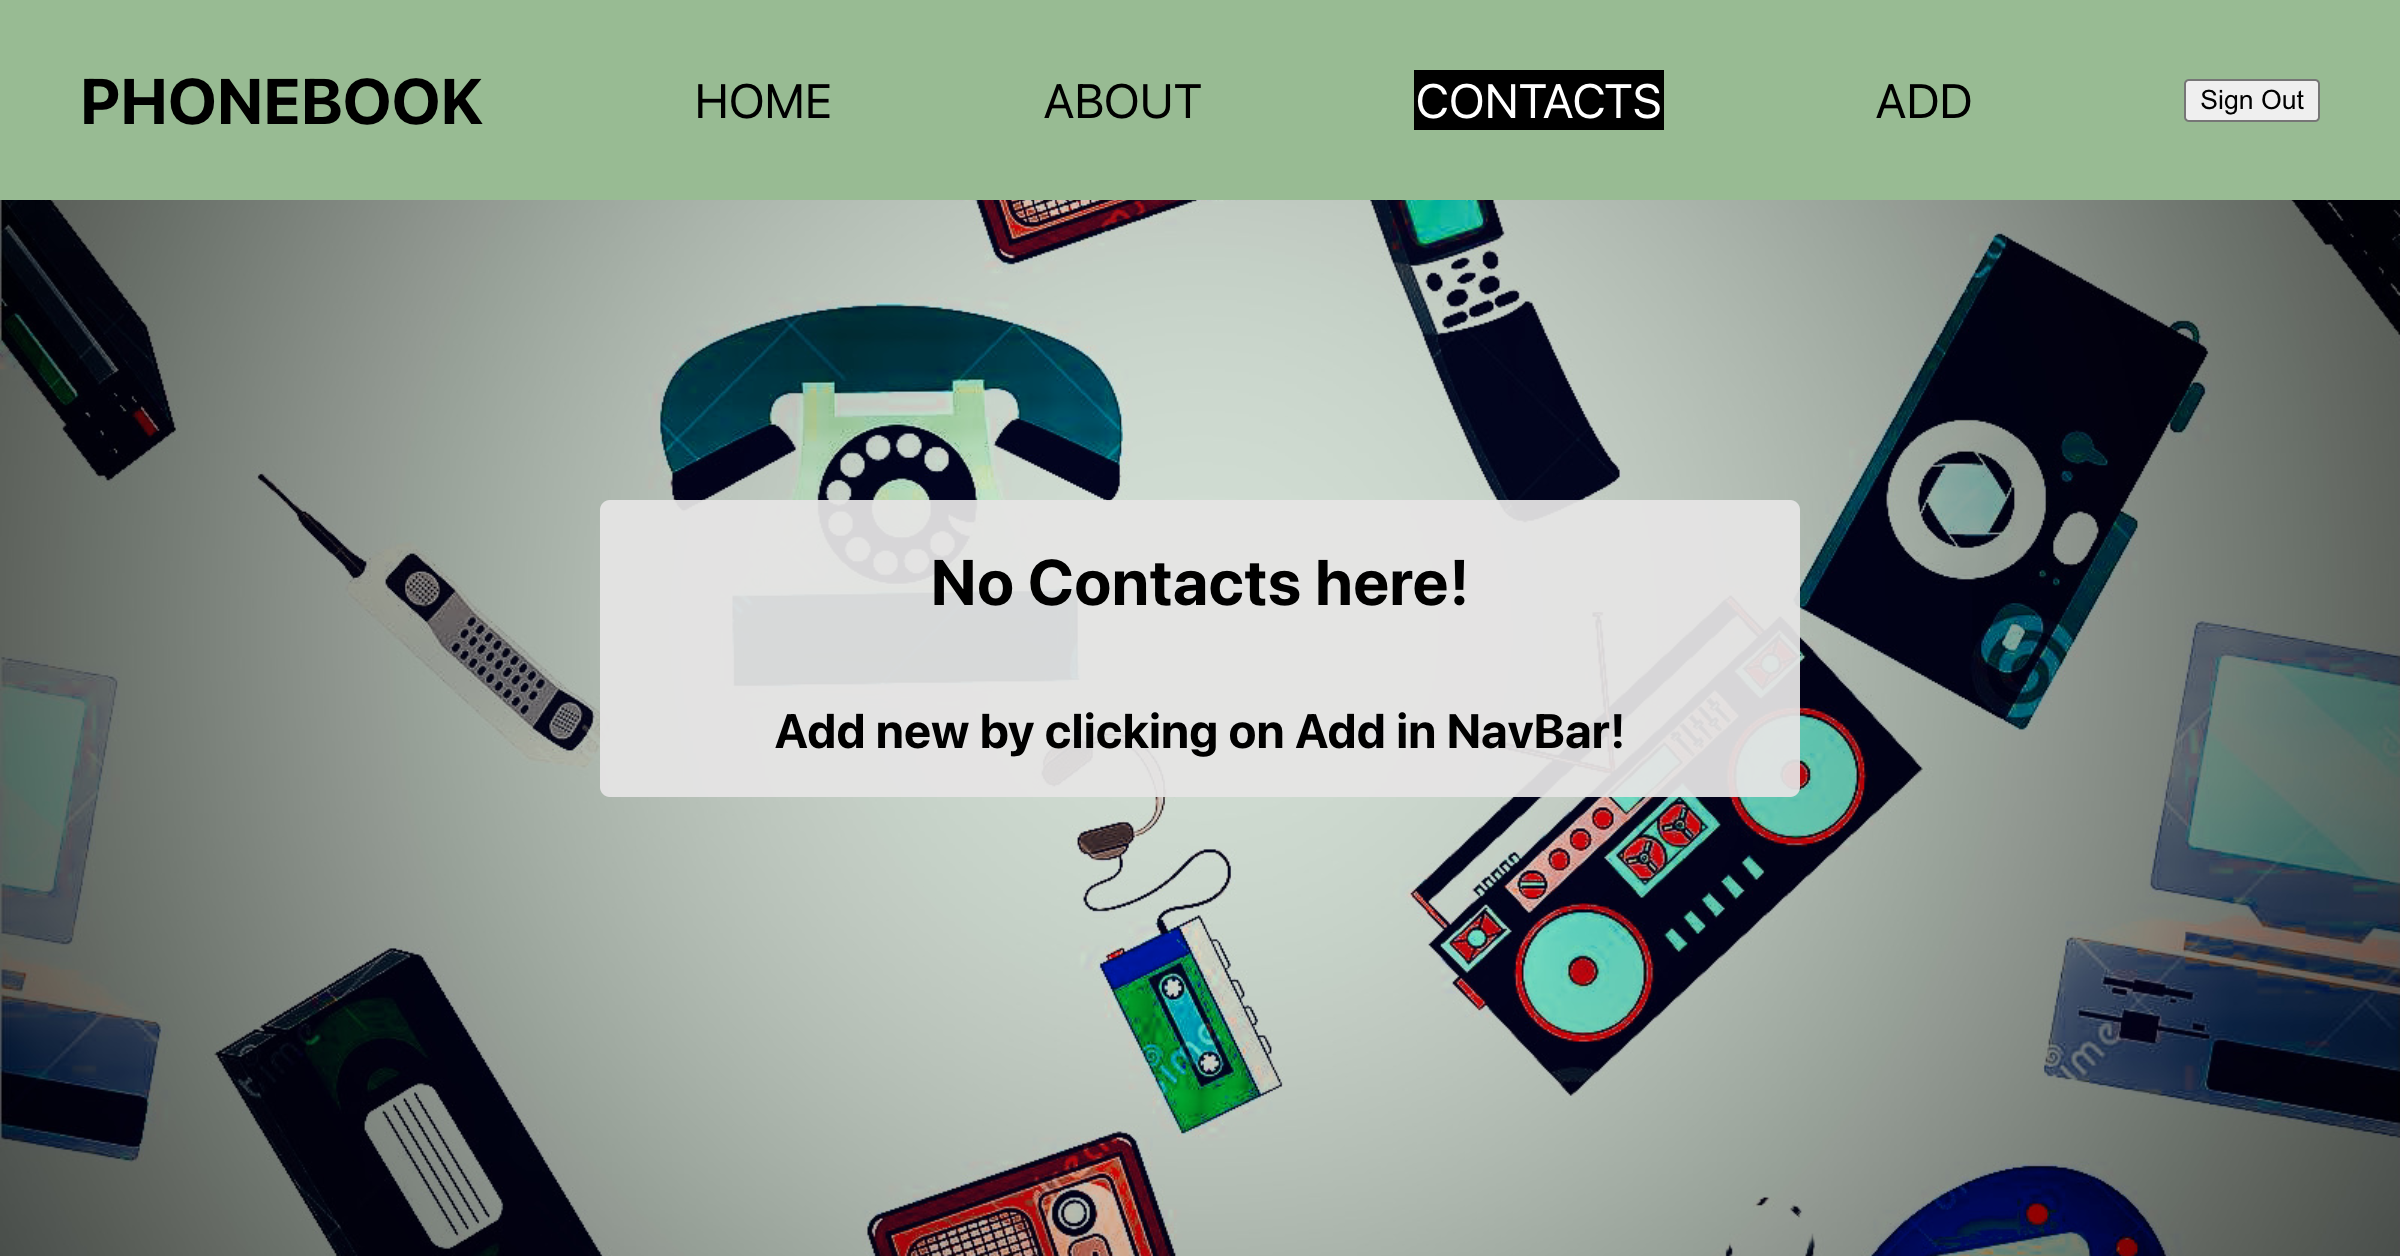 PHONEBOOK
HOME
ABOUT
CONTACTS
ADD
Sign Out
No Contacts here!
Add new by clicking on Add in NavBar!